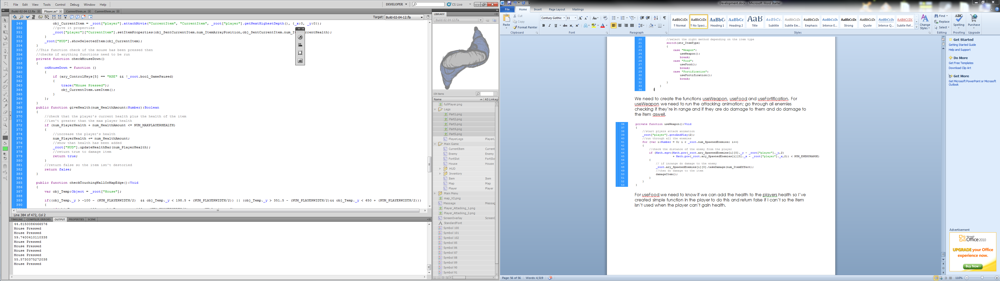 File Edit View Tools Control Debug Window Help
DEVELOPER
CS Live
Build-02-04-12.fla Player.as* CurrentItem.as CurrentItem.as
Target: Build-02-04-12.fla
349 obj_CurrentItem = _root["player"].attachMovie("CurrentItem", "CurrentItem", _root["player"].getNextHighestDepth(), {_x:0, _y:0});
350 //give it properties
351 _root["player"]["CurrentItem"].setItemProperties(obj_SentCurrentItem.num_ItemArrayPosition,obj_SentCurrentItem.num_It rrentHealth);
352 }
353 _root["HUD"].showSelectedItem(obj_CurrentItem);
354 }
355 //This function check if the mouse has been pressed then
356 //checks if anything functions need to be run
357 private function checkMouseDown()
358 {
359 onMouseDown = function ()
360 {
361 if (ary_ControlKeys[5] == "MSE" && !_root.bool_GamePaused)
362 {
363 trace("Mouse Pressed");
364 obj_CurrentItem.useItem();
365 }
366 };
367 }
368 public function giveHealth(num_HealthAmount:Number):Boolean
369 {
370 //check that the player's current health plus the health of the item
371 //isn't greater than the max player health
372 if (num_PlayerHealth + num_HealthAmount <= NUM_MAXPLAYERHEALTH)
373 {
374 //increase the player's health
375 num_PlayerHealth += num_HealthAmount;
376 //show that health has been added
377 _root["HUD"].updateHealthBar(num_PlayerHealth);
378 //return true to damage item
379 return true;
380 }
381 //return false so the item isn't destoried
382 return false;
383 }
384
385 public function checkTouchingWallOrMapEdge():Void
386 {
387 var obj_Temp:Object = _root["House"];
388
389 if((obj_Temp._y > -100 - (NUM_PLAYERWIDTH/2) && obj_Temp._y < 198.5 + (NUM_PLAYERWIDTH/2)) || (obj_Temp._y > 351.5 - (NUM_PLAYERWIDTH/2)&& obj_Temp._y < 650 + (NUM_PLAYERWIDTH/2)))
390 {
Line 384 of 472, Col 2
TIMELINE COMPILER ERRORS OUTPUT PROPERTIES SCENE
44.8150086466576
Mouse Pressed
Mouse Pressed
59.7400410110338
Mouse Pressed
Mouse Pressed
Mouse Pressed
Mouse Pressed
55.5730375272038
Mouse Pressed
LIBRARY
Build-02-04-12.fla
154 items
Name AS Linkag
fullPlayer.png
Legs
Part1.png
Part2.png
Part3.png
Part4.png
Part5.png
PlayerLegs PlayerL
Main Game
CurrentItem Current
Enemy Enemy
FortSlot FortSlo
House House
HUD
Inventory
Item Item
Map Map
Player Player
Main Menu
map_V2.png
Message Messag
Player_Attacking_1.png
Player_Attacking_2.png
ScreenOverlay ScreenO
StandardFont
Symbol 100
Symbol 101
Symbol 102
Symbol 85
Symbol 86
Symbol 87
Symbol 88
Symbol 89
Symbol 90
Symbol 91
Development.docx - Microsoft Word Starter
File Home Insert Page Layout Mailings
Paste
Cut
Copy
Format Painter
Clipboard
Century Gothic 11
Font
Paragraph
¶ Normal ¶ No Spaci... Heading 1 Heading 2 Title Subtitle Subtle Em... Emphasis Intense E... Strong Quote Intense Q... Subtle Ref...
Styles
Change Styles
Find
Replace
Select
Editing
Spelling
Proofing
Purchase
Upgrade
20 //select the right method depending on the item type
21 switch(str_ItemType)
22 {
23 case "Weapon":
24 useWeapon();
25 break;
26 case "Food":
27 useFood();
28 break;
29 case "Fortification":
30 useFortification();
31 break;
32 }
33 }
34 }
We need to create the functions useWeapon, useFood and useFortification. For
useWeapon we need to run the attacking animation; go through all enemies
checking if they're in range and if they are do damage to them and do damage to
the item aswell.
36 private function useWeapon():Void
37 {
38 //start plyers attack animation
39 _root["player"].gotoAndPlay(2);
40 //run through all the enemies
41 for (var i:Number = 0; i < _root.num_SpawnedEnemies; i++)
42 {
43 //check the distance of the enemy from the player
44 if (Math.sqrt(Math.pow(_root.ary_SpawnedEnemies[i][0]._y - _root["player"]._y,2)
45 + Math.pow(_root.ary_SpawnedEnemies[i][0]._x - _root["player"]._x,2)) < NUM_ENEMYRANGE)
46 {
47 // if inrange do damage to the enemy
48 _root.ary_SpawnedEnemies[i][0].takeDamage(num_ItemEffect);
49 //then do damage to the item
50 damageItem();
51 }
52 }
53 }
For useFood we need to know if we can add the health to the players health so I've
created simple function in the player to do this and return false if I can't so the item
isn't used when the player can't gain health.
Get Started
Getting Started Guide
Help and Support
Do More
Get Free Templates
Download Clip Art
Get More
Get Microsoft PowerPoint or Microsoft
Outlook
Advertisement
Microsoft
Office 2010
UPGRADE your Office
experience now.
Buy Now ›
Page: 56 of 56 Words: 4,519
110%